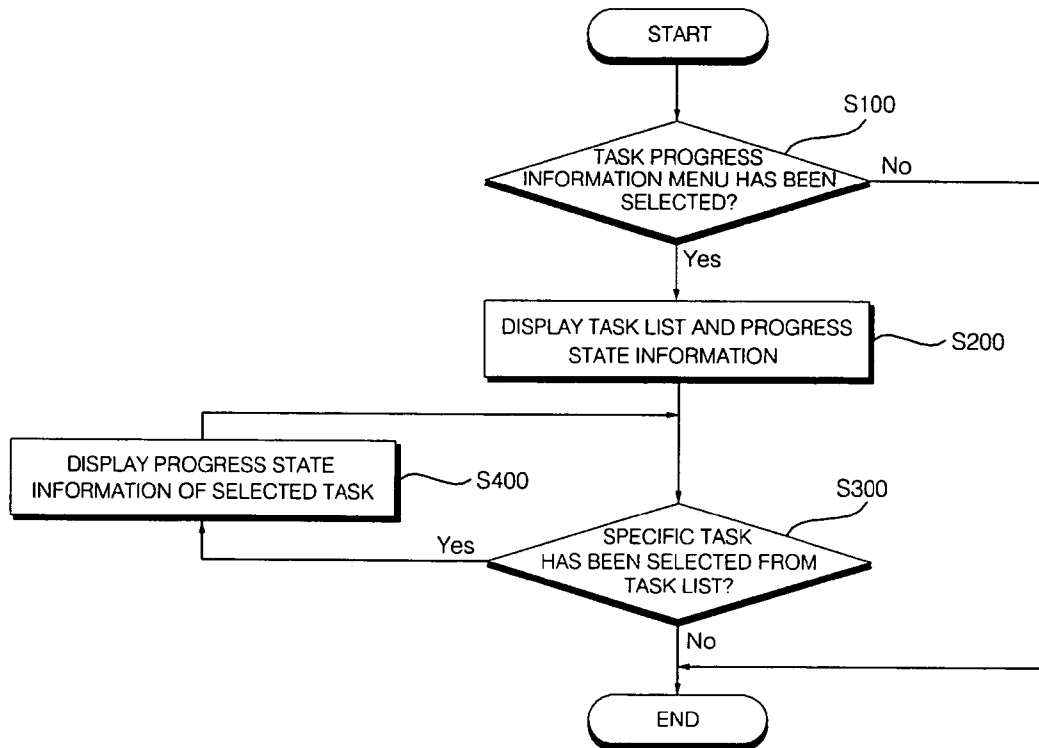 START
S100
TASK PROGRESS
INFORMATION MENU HAS BEEN
SELECTED?
No
Yes
DISPLAY TASK LIST AND PROGRESS
STATE INFORMATION
S200
DISPLAY PROGRESS STATE
INFORMATION OF SELECTED TASK
S400
S300
SPECIFIC TASK
HAS BEEN SELECTED FROM
TASK LIST?
Yes
No
END